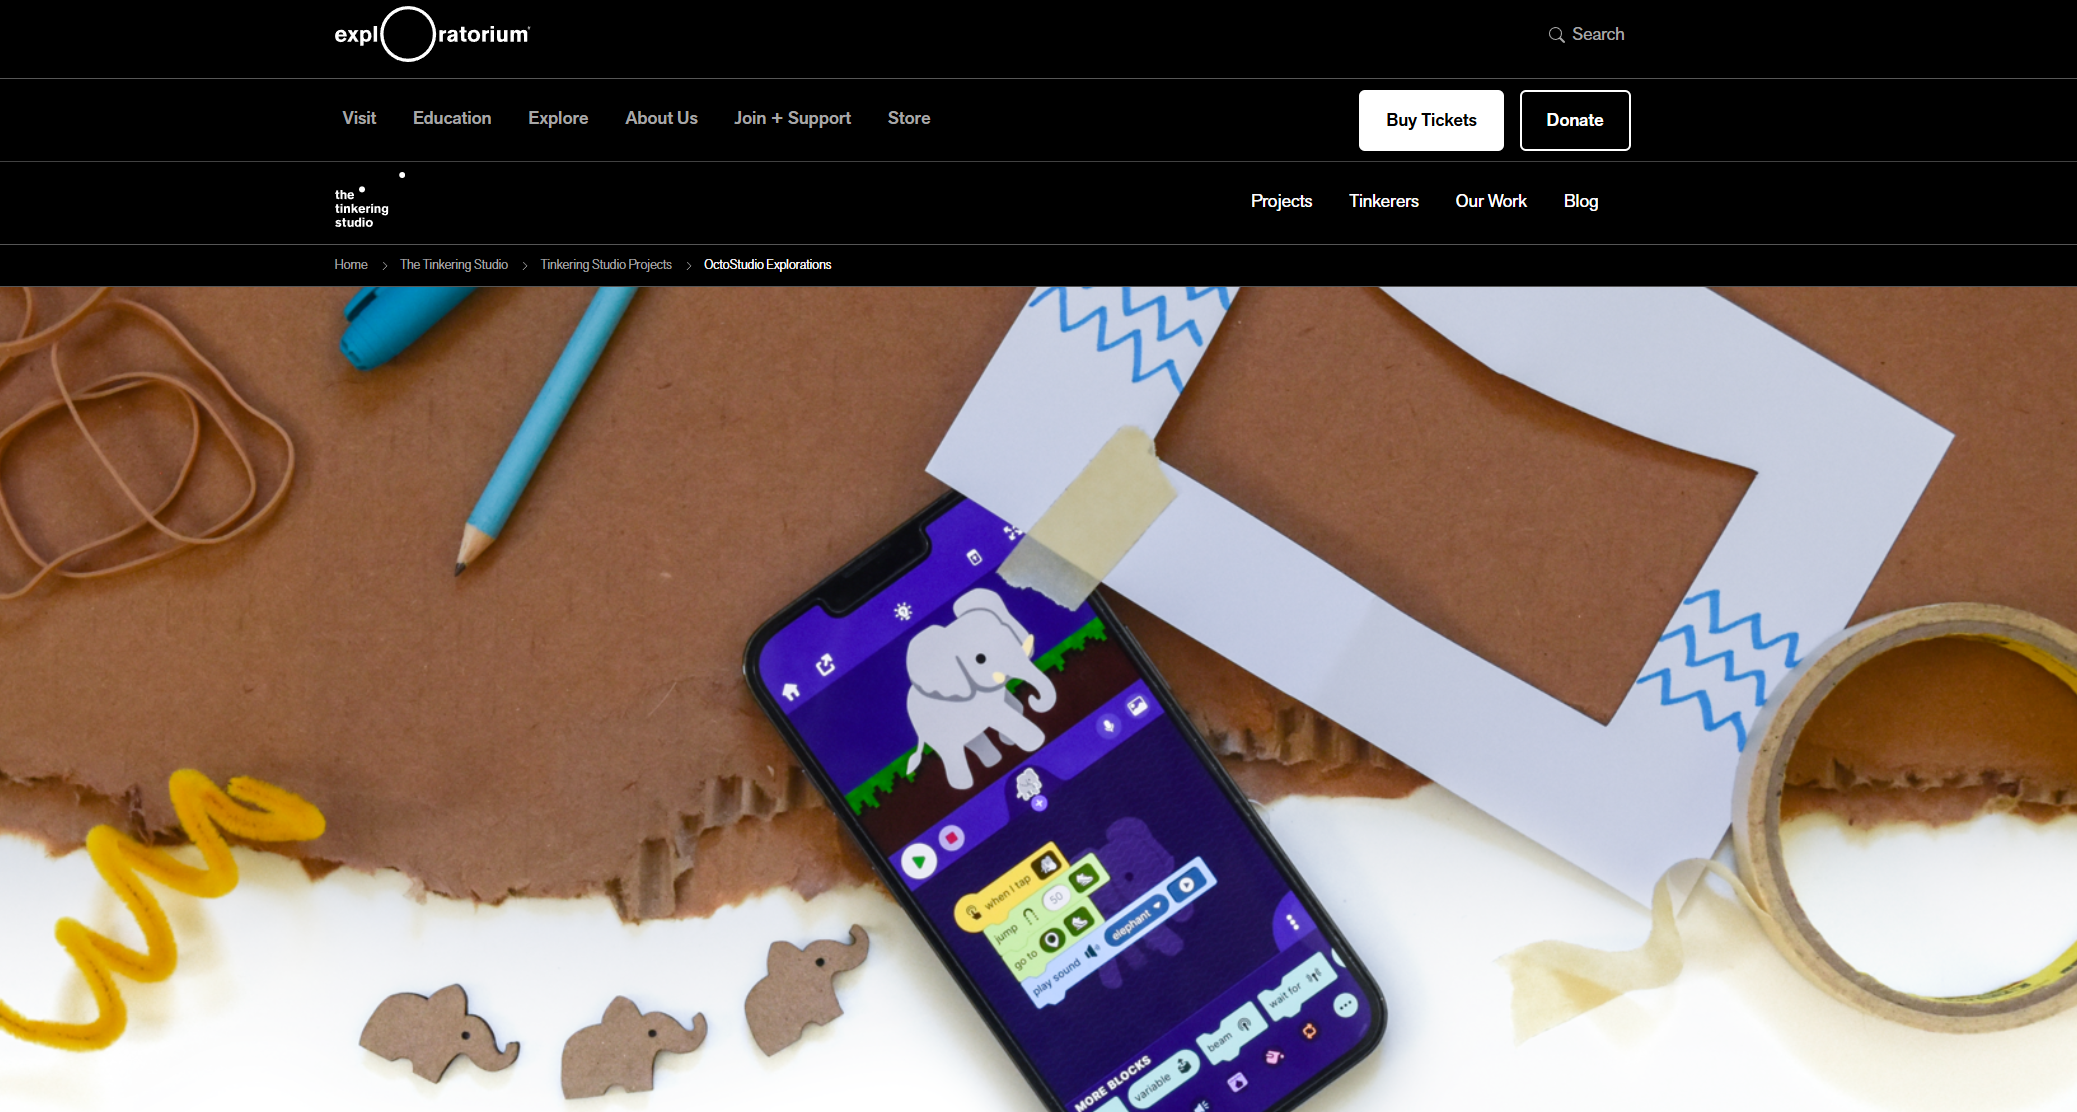 expl ratorium
Search
Visit Education Explore About Us Join + Support Store
Buy Tickets Donate
the tinkering studio
Projects Tinkerers Our Work Blog
Home > The Tinkering Studio > Tinkering Studio Projects > OctoStudio Explorations
when I tap
jump 50
go to
play sound elephant
MORE BLOCKS
variable
beam
wait for